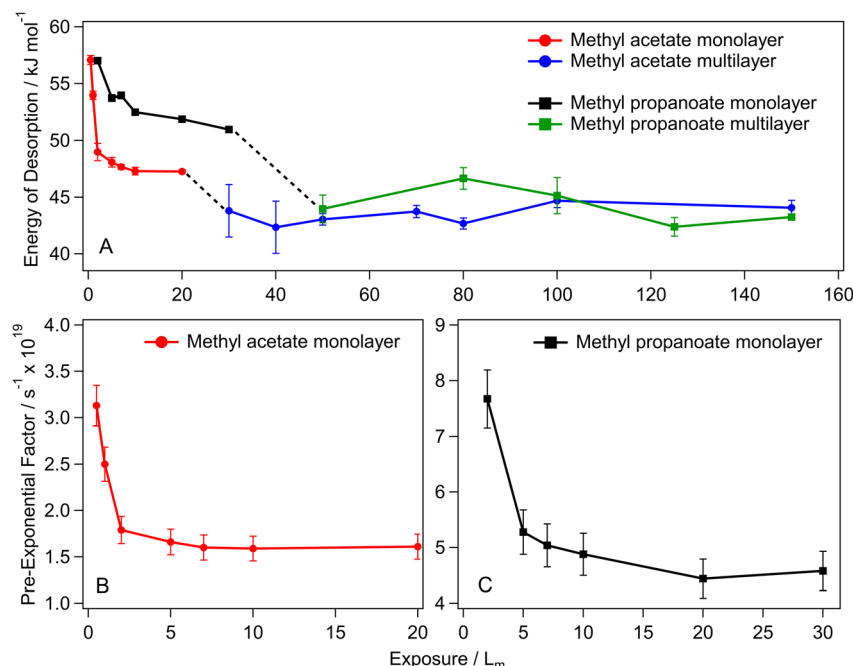 60
55
50
45
40
Energy of Desorption / kJ mol⁻¹
Methyl acetate monolayer
Methyl acetate multilayer
Methyl propanoate monolayer
Methyl propanoate multilayer
A
0 20 40 60 80 100 120 140 160
4.0
3.5
3.0
2.5
2.0
1.5
1.0
Pre-Exponential Factor / s⁻¹ x 10¹⁹
Methyl acetate monolayer
B
0 5 10 15 20
9
8
7
6
5
4
Methyl propanoate monolayer
C
0 5 10 15 20 25 30
Exposure / Lₘ